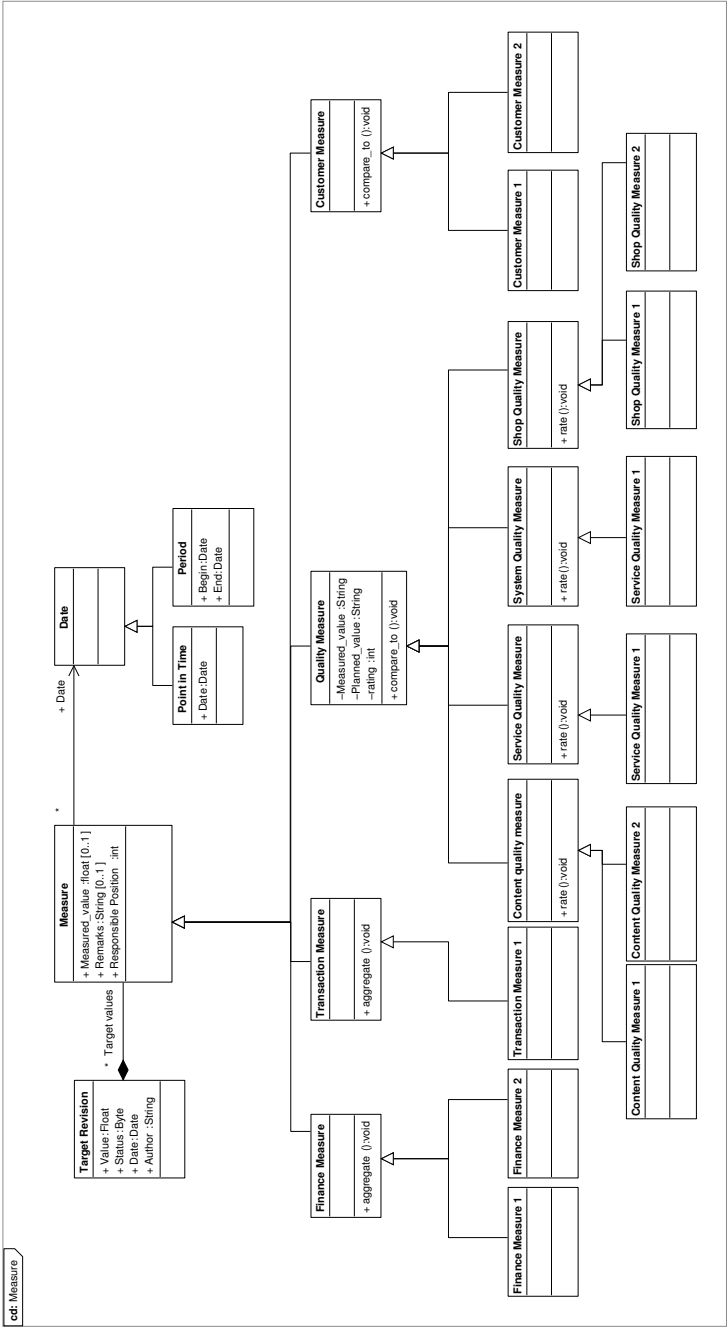 cd: Measure
Target Revision
+ Value:Float
+ Status:Byte
+ Date:Date
+ Author :String
* Target values
Measure
+ Measured_value :float [0..1]
+ Remarks :String [0..1]
+ Responsible Position :int
*
+ Date
Date
Point in Time
+ Date:Date
Period
+ Begin:Date
+ End:Date
Finance Measure
+ aggregate ():void
Transaction Measure
+ aggregate ():void
Quality Measure
–Measured_value :String
–Planned_value:String
–rating :int
+compare_to ():void
Customer Measure
+ compare_to ():void
Finance Measure 1
Finance Measure 2
Transaction Measure 1
Content quality measure
+ rate ():void
Service Quality Measure
+ rate ():void
System Quality Measure
+ rate ():void
Shop Quality Measure
+ rate ():void
Customer Measure 1
Customer Measure 2
Content Quality Measure 1
Content Quality Measure 2
Service Quality Measure 1
Service Quality Measure 1
Shop Quality Measure 1
Shop Quality Measure 2